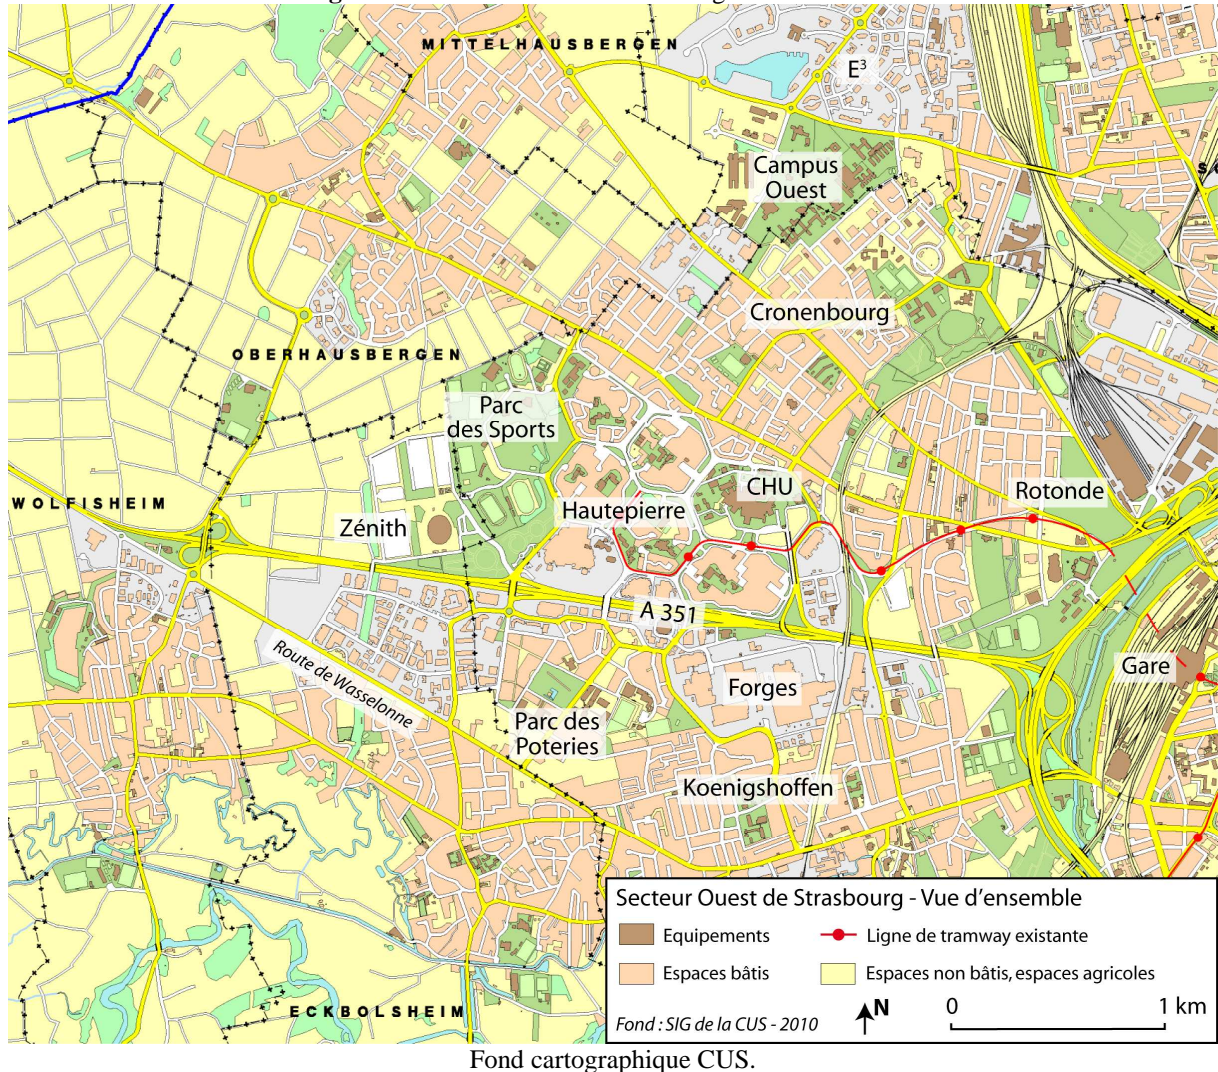 MITTELHAUSBERGEN
E³
Campus
Ouest
Cronenbourg
OBERHAUSBERGEN
Parc
des Sports
CHU
WOLFISHEIM
Zénith
Hautepierre
Rotonde
A 351
Route de Wasselonne
Forges
Gare
Parc des
Poteries
Koenigshoffen
ECKBOLSHEIM
Secteur Ouest de Strasbourg - Vue d'ensemble
Equipements
Ligne de tramway existante
Espaces bâtis
Espaces non bâtis, espaces agricoles
Fond : SIG de la CUS - 2010
N
0
1 km
Fond cartographique CUS.